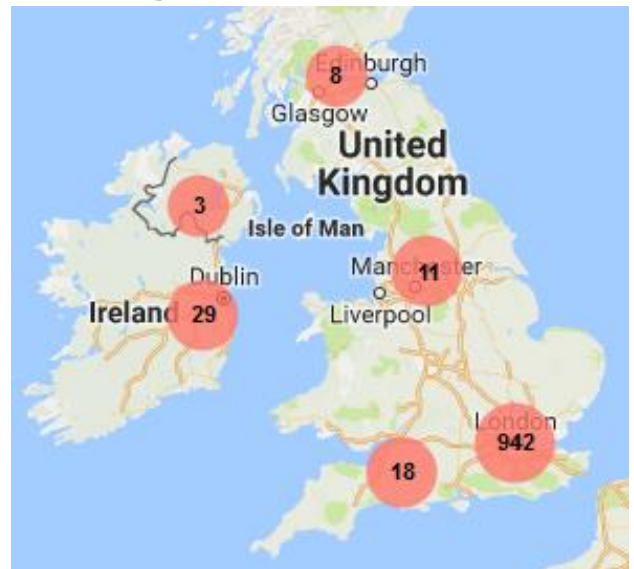 Edinburgh
8
Glasgow
United
Kingdom
3
Isle of Man
Manchester
11
Dublin
Ireland
29
Liverpool
London
942
18